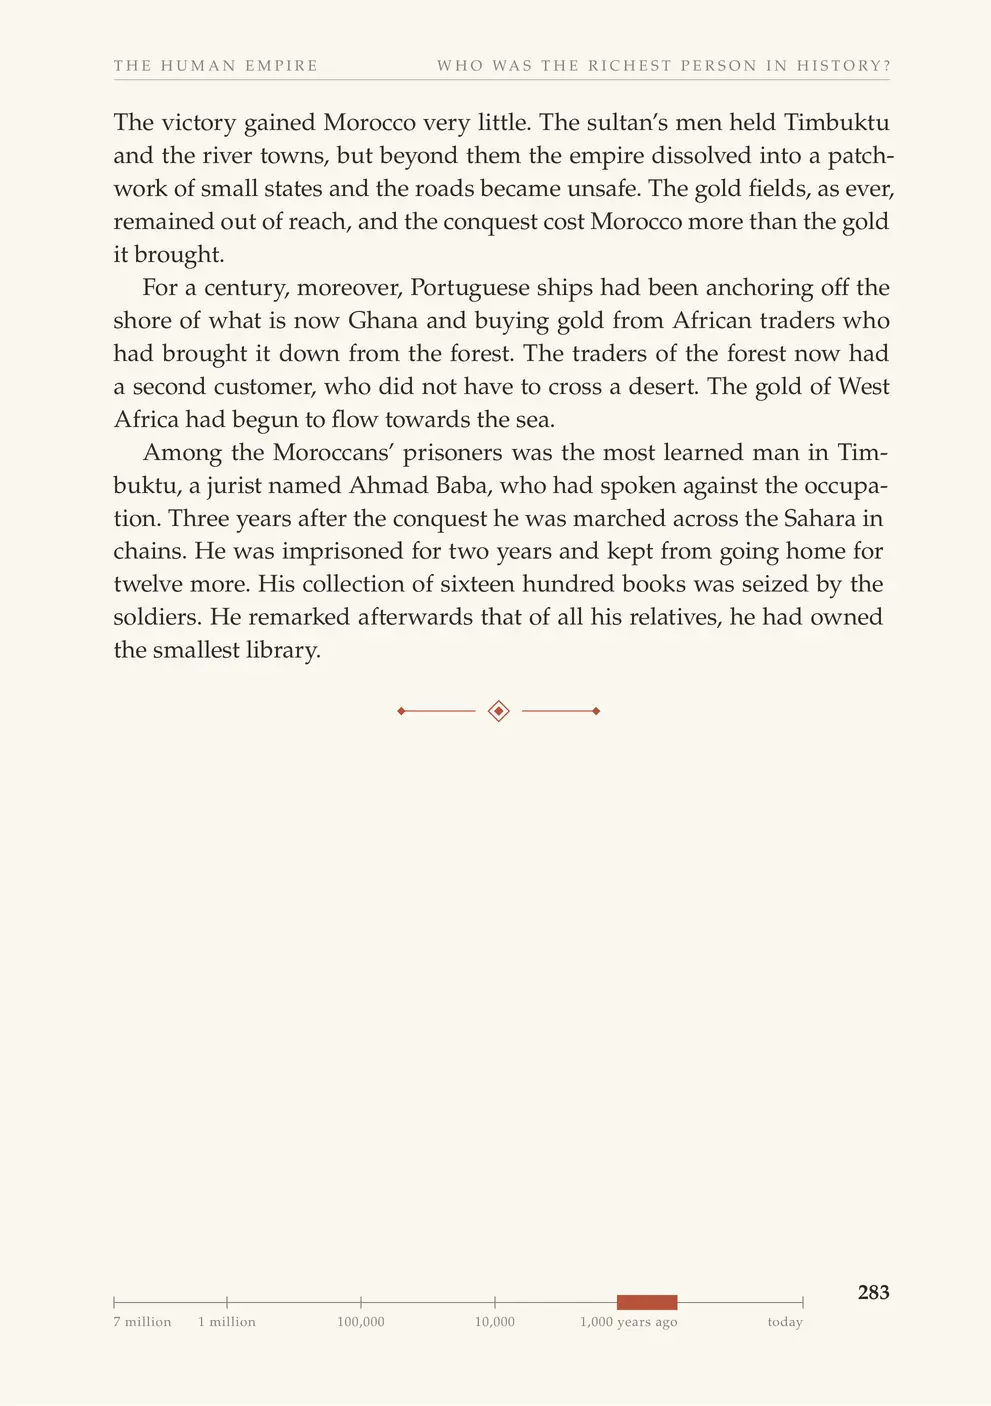 THE HUMAN EMPIRE
WHO WAS THE RICHEST PERSON IN HISTORY?
The victory gained Morocco very little. The sultan’s men held Timbuktu
and the river towns, but beyond them the empire dissolved into a patch-
work of small states and the roads became unsafe. The gold fields, as ever,
remained out of reach, and the conquest cost Morocco more than the gold
it brought.
For a century, moreover, Portuguese ships had been anchoring off the
shore of what is now Ghana and buying gold from African traders who
had brought it down from the forest. The traders of the forest now had
a second customer, who did not have to cross a desert. The gold of West
Africa had begun to flow towards the sea.
Among the Moroccans’ prisoners was the most learned man in Tim-
buktu, a jurist named Ahmad Baba, who had spoken against the occupa-
tion. Three years after the conquest he was marched across the Sahara in
chains. He was imprisoned for two years and kept from going home for
twelve more. His collection of sixteen hundred books was seized by the
soldiers. He remarked afterwards that of all his relatives, he had owned
the smallest library.
283
7 million 1 million 100,000 10,000 1,000 years ago today